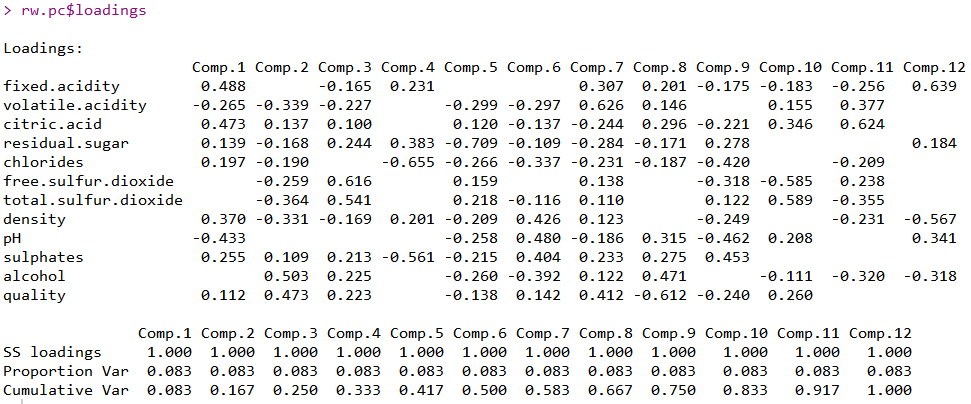 > rw.pc$loadings
Loadings:
                   Comp.1 Comp.2 Comp.3 Comp.4 Comp.5 Comp.6 Comp.7 Comp.8 Comp.9 Comp.10 Comp.11 Comp.12
fixed.acidity       0.488        -0.165  0.231                0.307  0.201 -0.175 -0.183  -0.256   0.639
volatile.acidity   -0.265 -0.339 -0.227        -0.299 -0.297  0.626  0.146         0.155   0.377
citric.acid         0.473  0.137  0.100         0.120 -0.137 -0.244  0.296 -0.221  0.346   0.624
residual.sugar      0.139 -0.168  0.244  0.383 -0.709 -0.109 -0.284 -0.171  0.278                  0.184
chlorides           0.197 -0.190        -0.655 -0.266 -0.337 -0.231 -0.187 -0.420         -0.209
free.sulfur.dioxide       -0.259  0.616         0.159         0.138        -0.318 -0.585   0.238
total.sulfur.dioxide      -0.364  0.541         0.218 -0.116  0.110         0.122  0.589  -0.355
density             0.370 -0.331 -0.169  0.201 -0.209  0.426  0.123        -0.249         -0.231  -0.567
pH                 -0.433                      -0.258  0.480 -0.186  0.315 -0.462  0.208           0.341
sulphates           0.255  0.109  0.213 -0.561 -0.215  0.404  0.233  0.275  0.453
alcohol                    0.503  0.225        -0.260 -0.392  0.122  0.471        -0.111  -0.320  -0.318
quality             0.112  0.473  0.223        -0.138  0.142  0.412 -0.612 -0.240  0.260
               Comp.1 Comp.2 Comp.3 Comp.4 Comp.5 Comp.6 Comp.7 Comp.8 Comp.9 Comp.10 Comp.11 Comp.12
SS loadings     1.000  1.000  1.000  1.000  1.000  1.000  1.000  1.000  1.000   1.000   1.000   1.000
Proportion Var  0.083  0.083  0.083  0.083  0.083  0.083  0.083  0.083  0.083   0.083   0.083   0.083
Cumulative Var  0.083  0.167  0.250  0.333  0.417  0.500  0.583  0.667  0.750   0.833   0.917   1.000